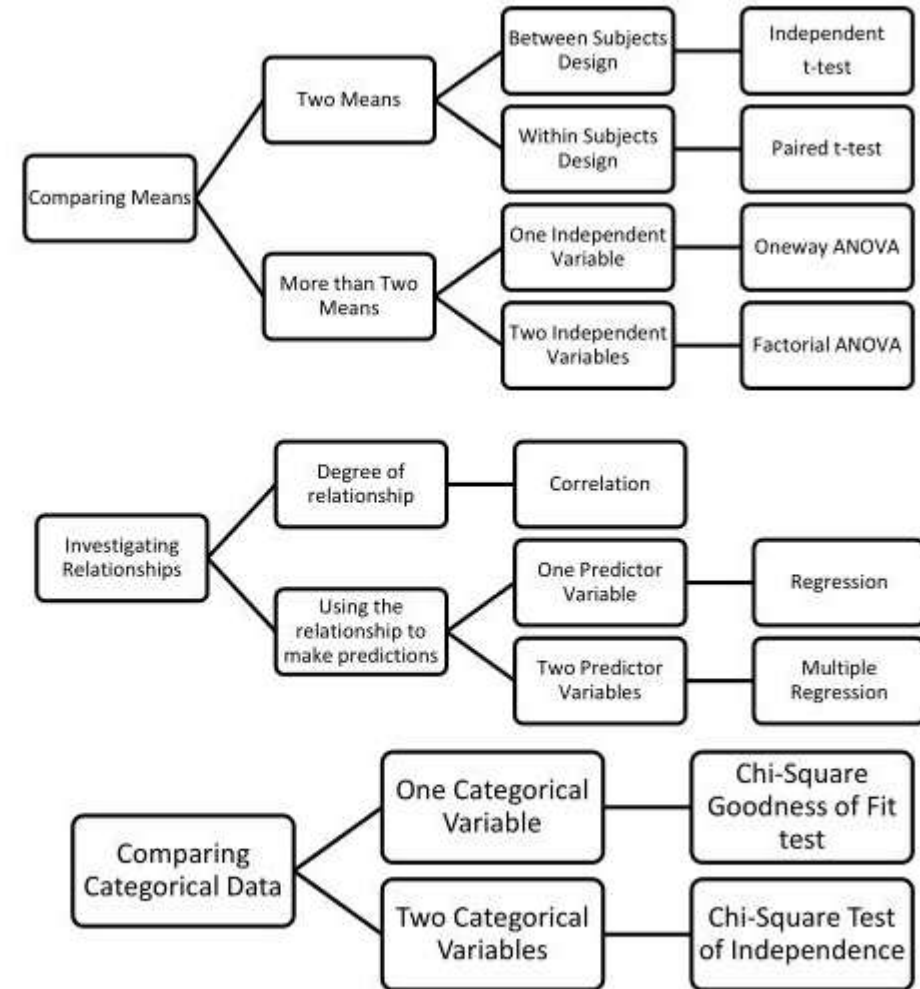 Comparing Means
Two Means
Between Subjects
Design
Independent
t-test
Within Subjects
Design
Paired t-test
More than Two
Means
One Independent
Variable
Oneway ANOVA
Two Independent
Variables
Factorial ANOVA
Investigating
Relationships
Degree of
relationship
Correlation
Using the
relationship to
make predictions
One Predictor
Variable
Regression
Two Predictor
Variables
Multiple
Regression
Comparing
Categorical Data
One Categorical
Variable
Chi-Square
Goodness of Fit
test
Two Categorical
Variables
Chi-Square Test
of Independence